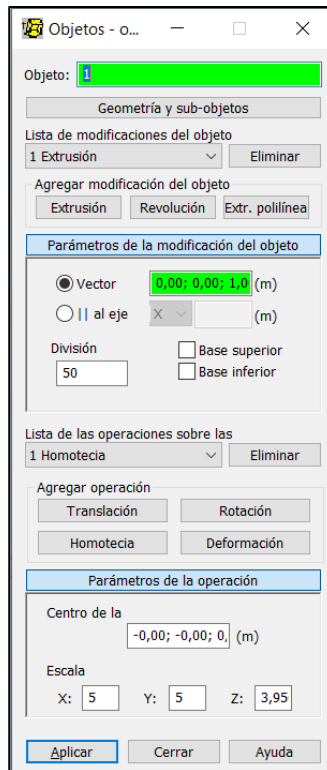 Objetos - o...
Objeto: 1
Geometría y sub-objetos
Lista de modificaciones del objeto
1 Extrusión Eliminar
Agregar modificación del objeto
Extrusión Revolución Extr. polilínea
Parámetros de la modificación del objeto
Vector 0,00; 0,00; 1,0 (m)
|| al eje X (m)
División Base superior
50 Base inferior
Lista de las operaciones sobre las
1 Homotecia Eliminar
Agregar operación
Translación Rotación
Homotecia Deformación
Parámetros de la operación
Centro de la
-0,00; -0,00; 0, (m)
Escala
X: 5 Y: 5 Z: 3,95
Aplicar Cerrar Ayuda